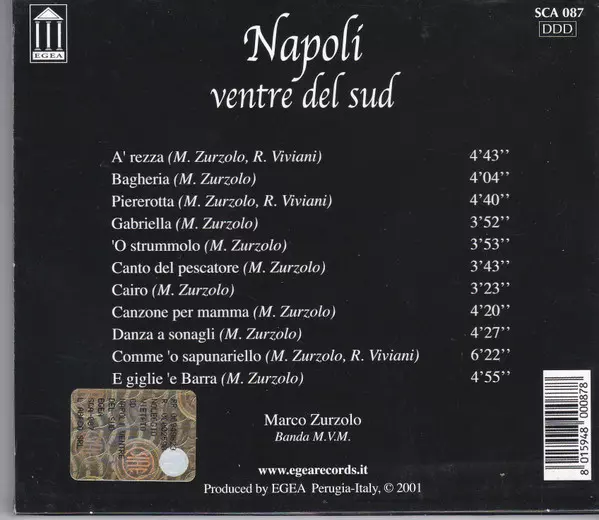 EGEA
SCA 087
DDD
Napoli
ventre del sud
A' rezza (M. Zurzolo, R. Viviani) 4'43''
Bagheria (M. Zurzolo) 4'04''
Piererotta (M. Zurzolo, R. Viviani) 4'40''
Gabriella (M. Zurzolo) 3'52''
'O strummolo (M. Zurzolo) 3'53''
Canto del pescatore (M. Zurzolo) 3'43''
Cairo (M. Zurzolo) 3'23''
Canzone per mamma (M. Zurzolo) 4'20''
Danza a sonagli (M. Zurzolo) 4'27''
Comme 'o sapunariello (M. Zurzolo, R. Viviani) 6'22''
E giglie 'e Barra (M. Zurzolo) 4'55''
Marco Zurzolo
Banda M.V.M.
www.egearecords.it
Produced by EGEA Perugia-Italy, © 2001
8 015948 000878